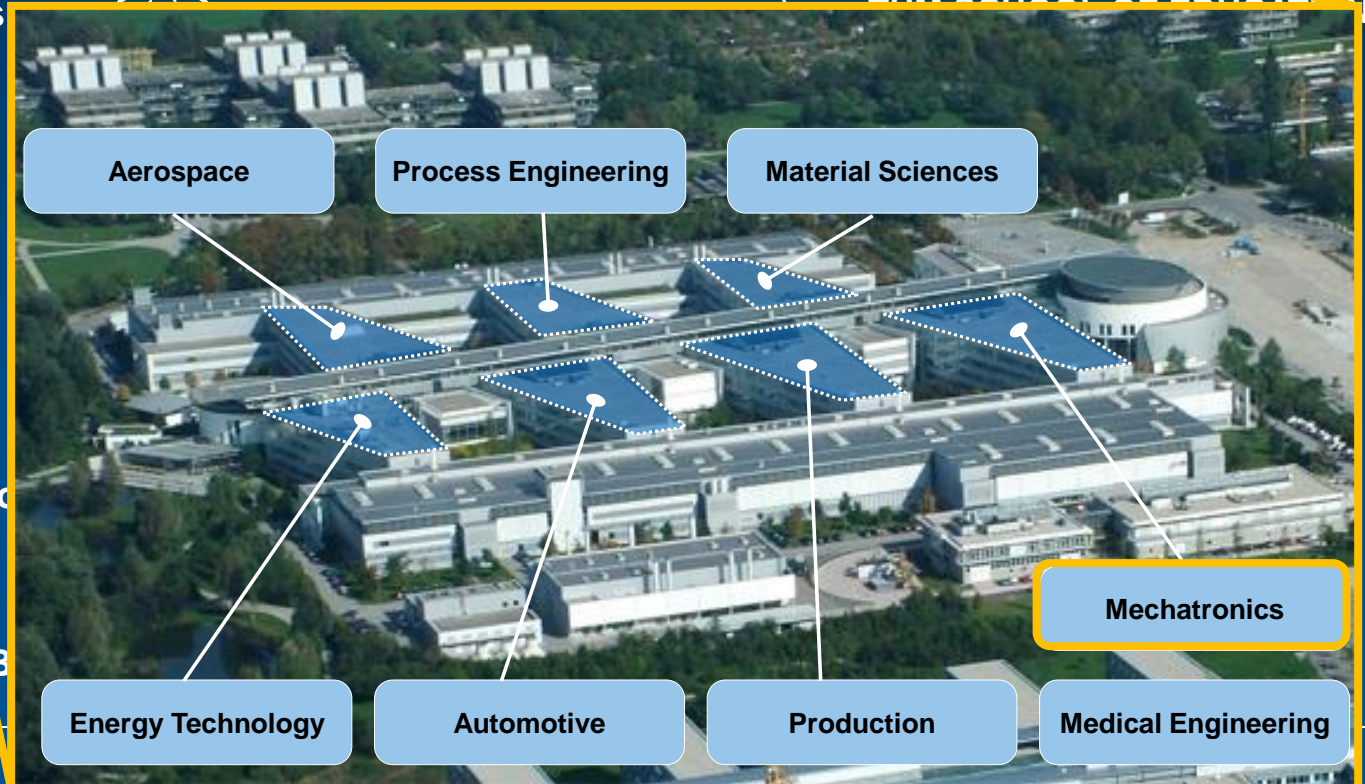 Aerospace
Process Engineering
Material Sciences
Mechatronics
Energy Technology
Automotive
Production
Medical Engineering